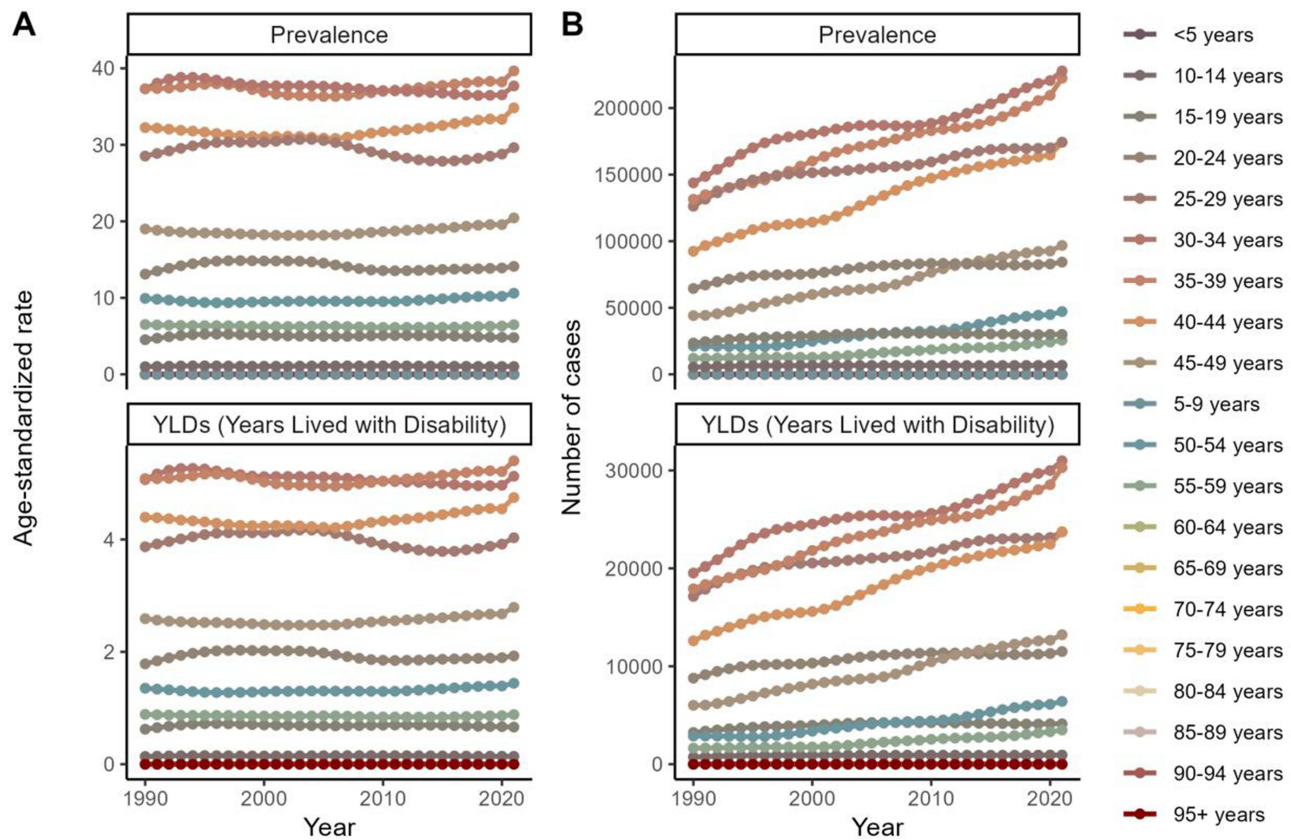 A
B
Prevalence
Prevalence
Age-standardized rate
40
30
20
10
0
Number of cases
200000
150000
100000
50000
0
YLDs (Years Lived with Disability)
YLDs (Years Lived with Disability)
4
2
0
30000
20000
10000
0
1990
2000
2010
2020
1990
2000
2010
2020
Year
Year
<5 years
10-14 years
15-19 years
20-24 years
25-29 years
30-34 years
35-39 years
40-44 years
45-49 years
5-9 years
50-54 years
55-59 years
60-64 years
65-69 years
70-74 years
75-79 years
80-84 years
85-89 years
90-94 years
95+ years